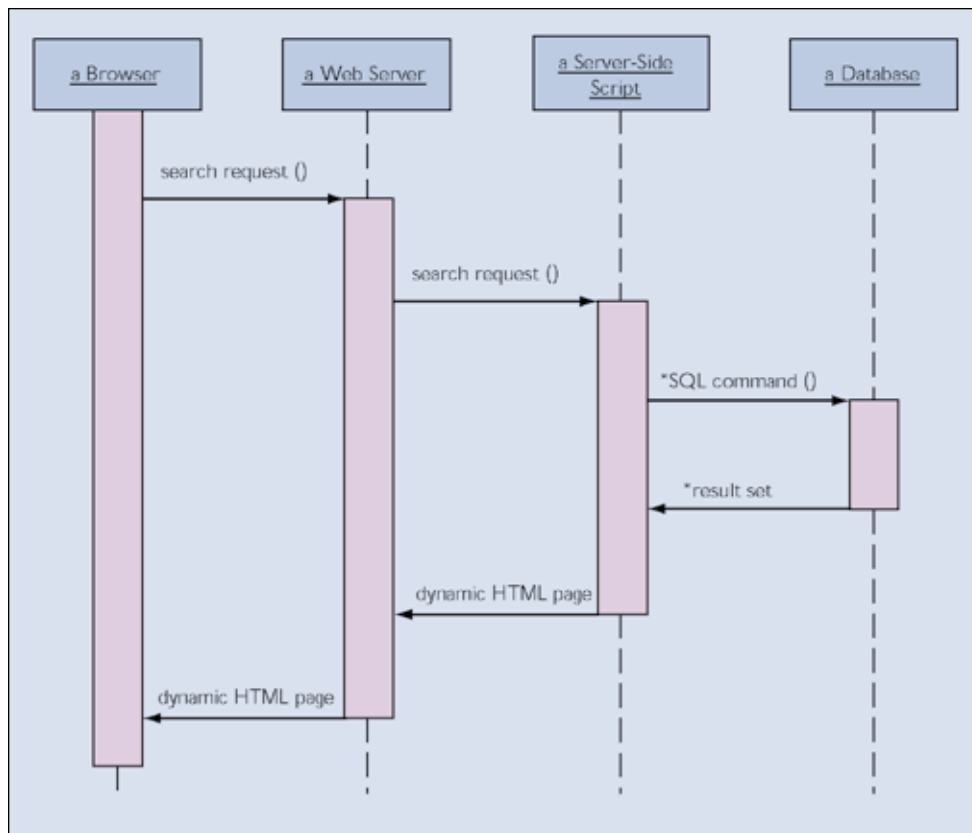 a Browser
a Web Server
a Server-Side
Script
a Database
search request ()
search request ()
*SQL command ()
*result set
dynamic HTML page
dynamic HTML page